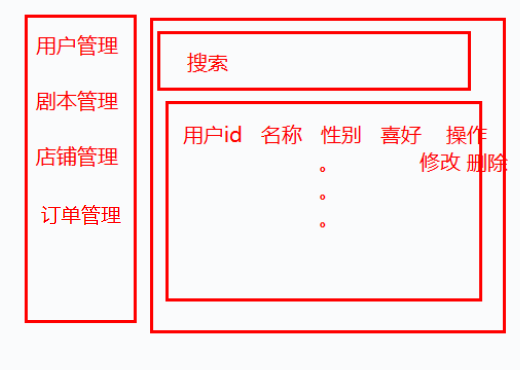 用户管理
剧本管理
店铺管理
订单管理
搜索
用户id 名称 性别 喜好 操作
。 修改 删除
。
。